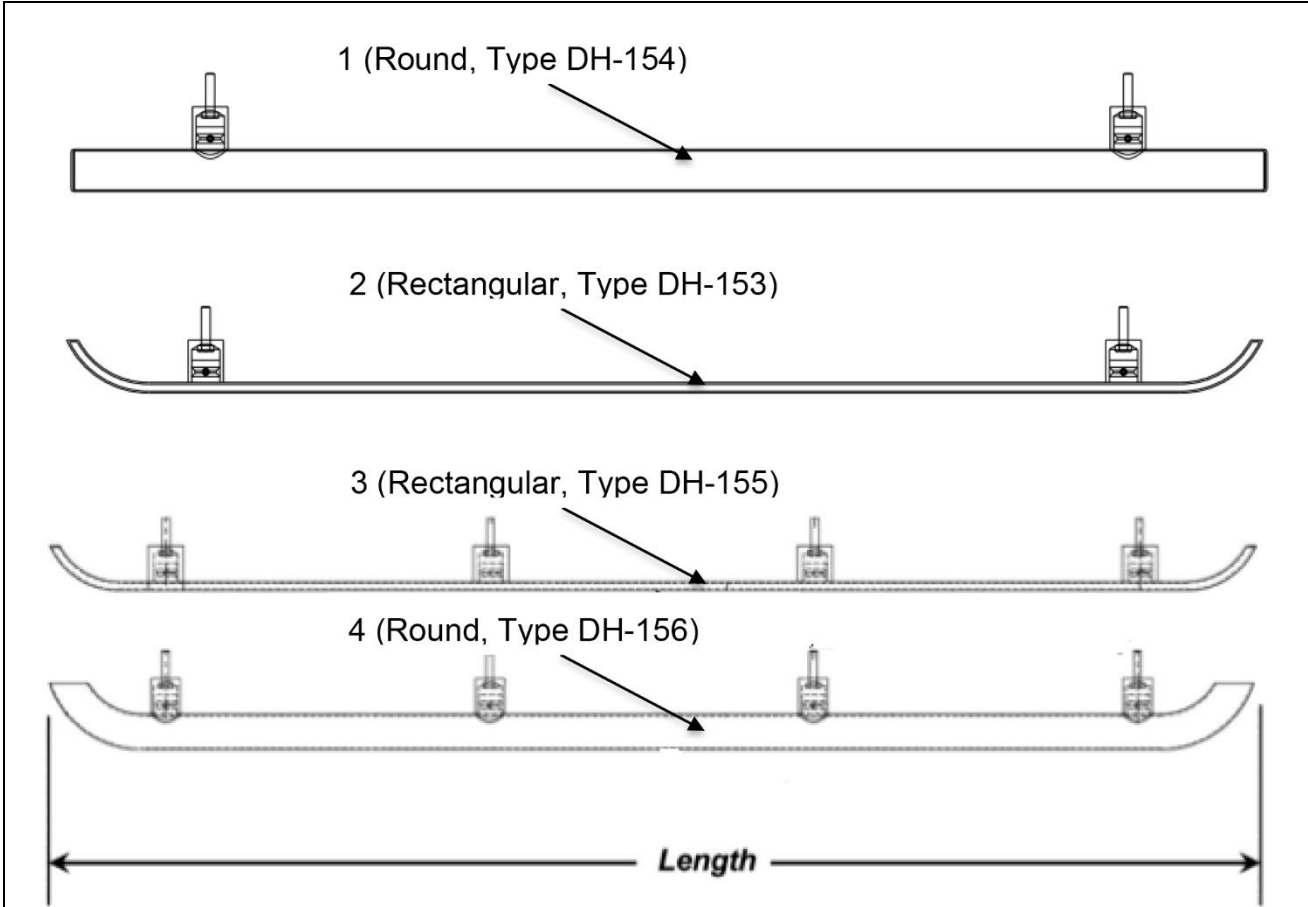 1 (Round, Type DH-154)
2 (Rectangular, Type DH-153)
3 (Rectangular, Type DH-155)
4 (Round, Type DH-156)
Length